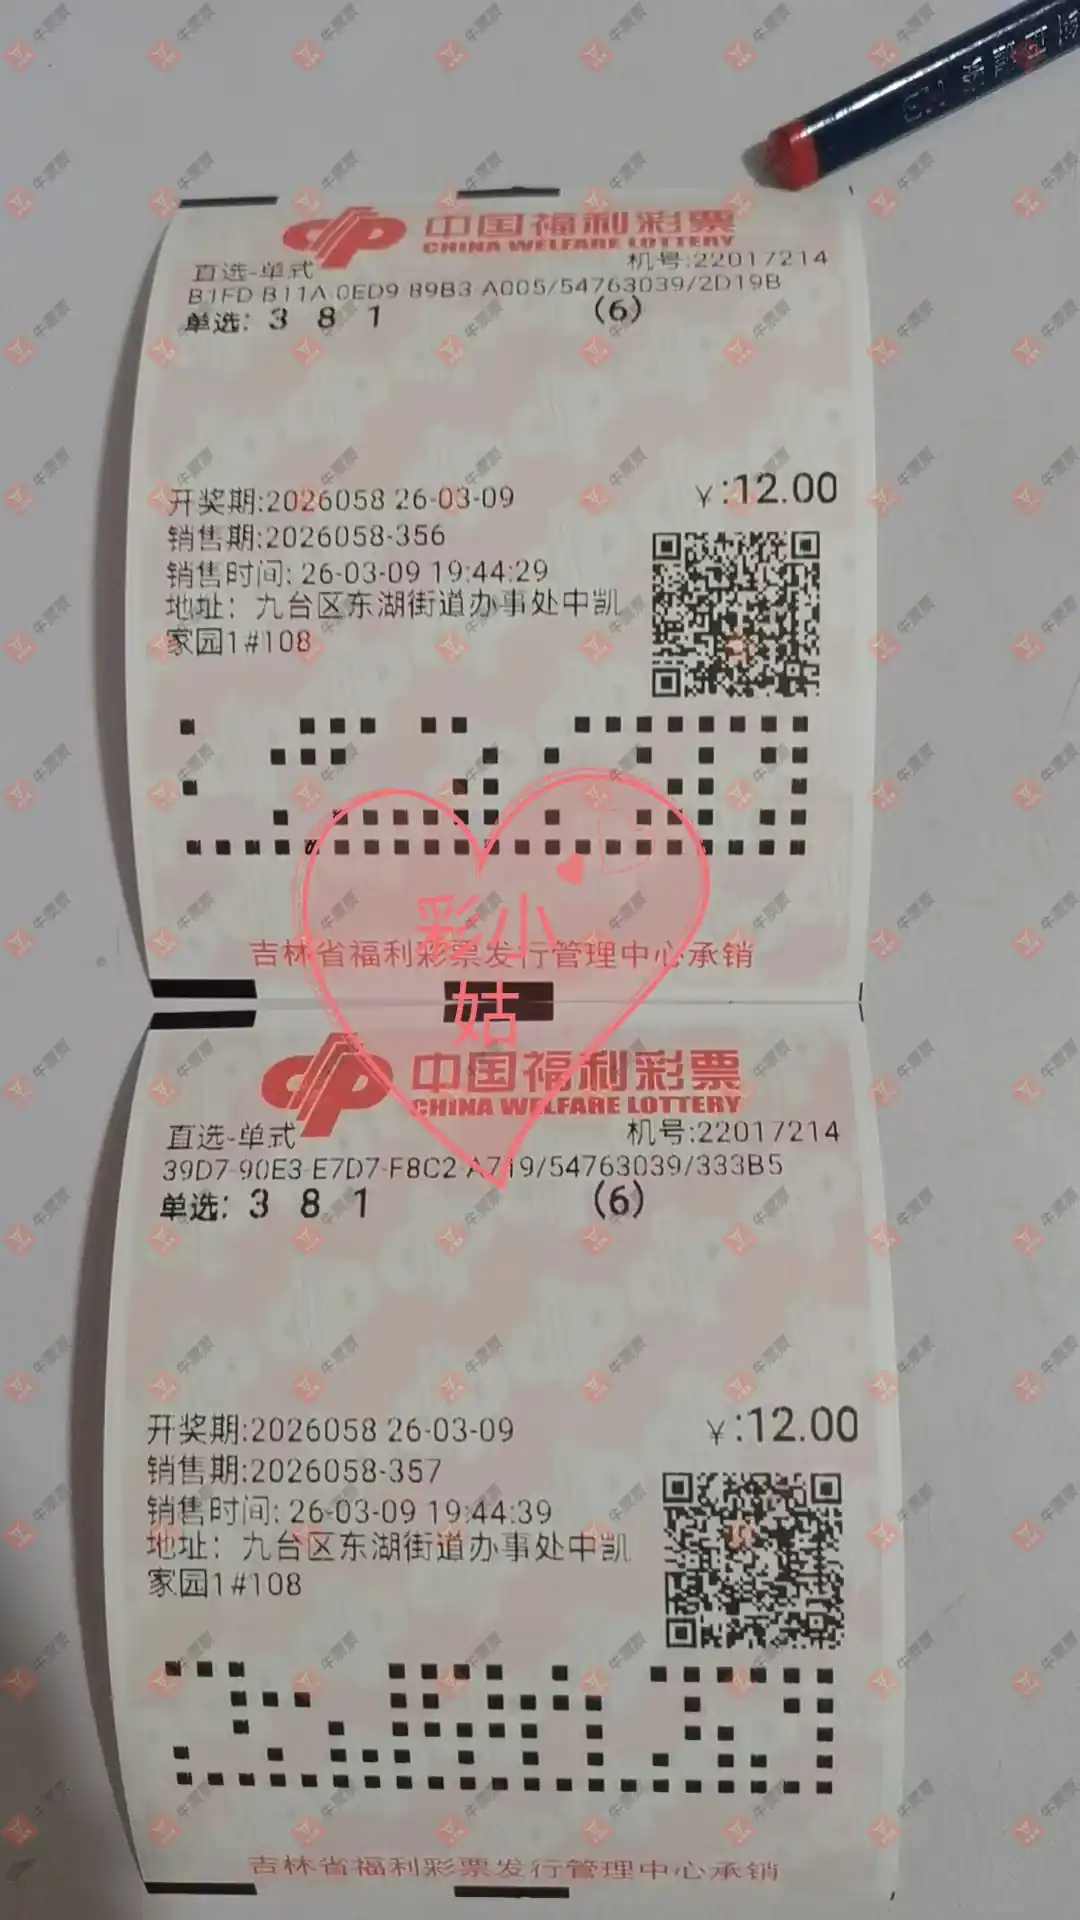 中国福利彩票
CHINA WELFARE LOTTERY
直选-单式 机号:22017214
B1FD B11A 0ED9 89B3 A005/54763039/2D19B
单选: 3 8 1 (6)
开奖期:2026058 26-03-09 ¥:12.00
销售期:2026058-356
销售时间: 26-03-09 19:44:29
地址: 九台区东湖街道办事处中凯
家园1#108
彩小
姑
吉林省福利彩票发行管理中心承销
中国福利彩票
CHINA WELFARE LOTTERY
直选-单式 机号:22017214
39D7-90E3-E7D7-F8C2 A719/54763039/333B5
单选: 3 8 1 (6)
开奖期:2026058 26-03-09 ¥:12.00
销售期:2026058-357
销售时间: 26-03-09 19:44:39
地址: 九台区东湖街道办事处中凯
家园1#108
吉林省福利彩票发行管理中心承销
牛票票